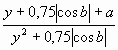 y + 0,75|cos b| + a
y² + 0,75|cos b|